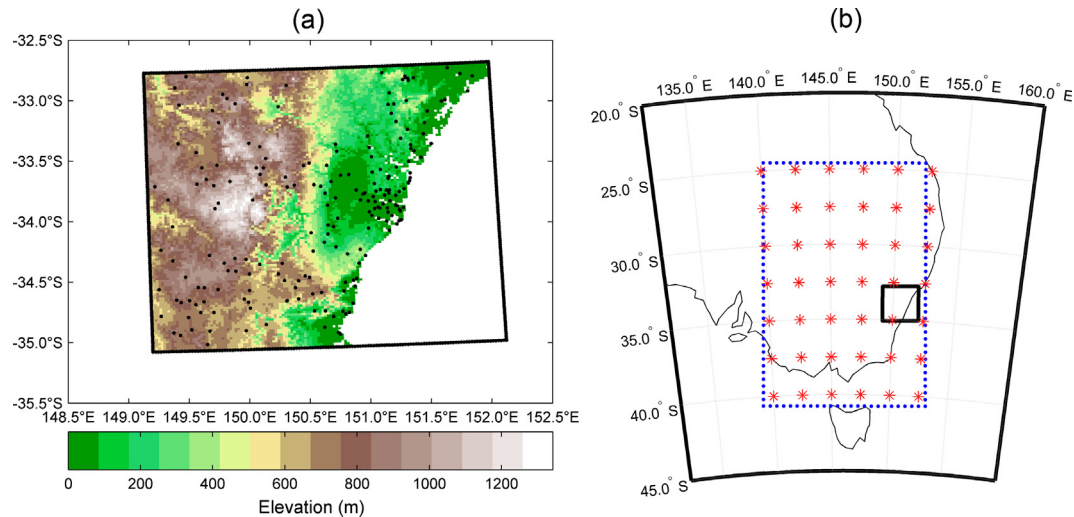 (a)
-32.5°S
-33.0°S
-33.5°S
-34.0°S
-34.5°S
-35.0°S
-35.5°S
148.5°E 149.0°E 149.5°E 150.0°E 150.5°E 151.0°E 151.5°E 152.0°E 152.5°E
0 200 400 600 800 1000 1200
Elevation (m)
(b)
135.0° E 140.0° E 145.0° E 150.0° E 155.0° E 160.0° E
20.0° S
25.0° S
30.0° S
35.0° S
40.0° S
45.0° S